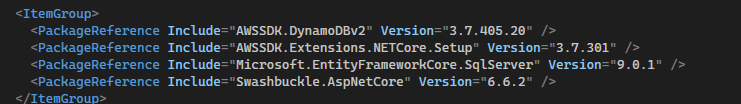 <ItemGroup>
<PackageReference Include="AWSSDK.DynamoDBv2" Version="3.7.405.20" />
<PackageReference Include="AWSSDK.Extensions.NETCore.Setup" Version="3.7.301" />
<PackageReference Include="Microsoft.EntityFrameworkCore.SqlServer" Version="9.0.1" />
<PackageReference Include="Swashbuckle.AspNetCore" Version="6.6.2" />
</ItemGroup>